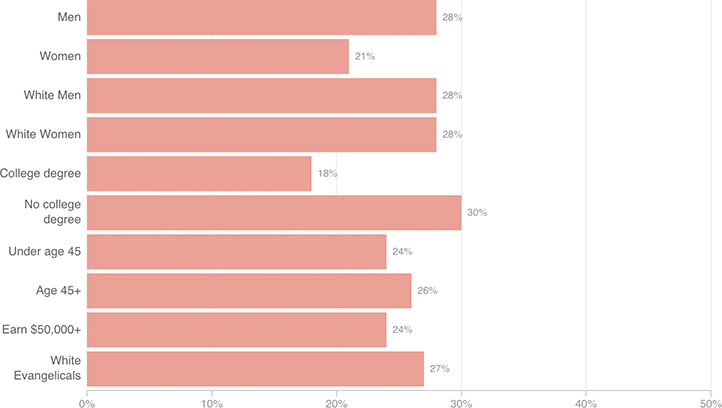 Men 28%
Women 21%
White Men 28%
White Women 28%
College degree 18%
No college
degree 30%
Under age 45 24%
Age 45+ 26%
Earn $50,000+ 24%
White
Evangelicals 27%
0% 10% 20% 30% 40% 50%